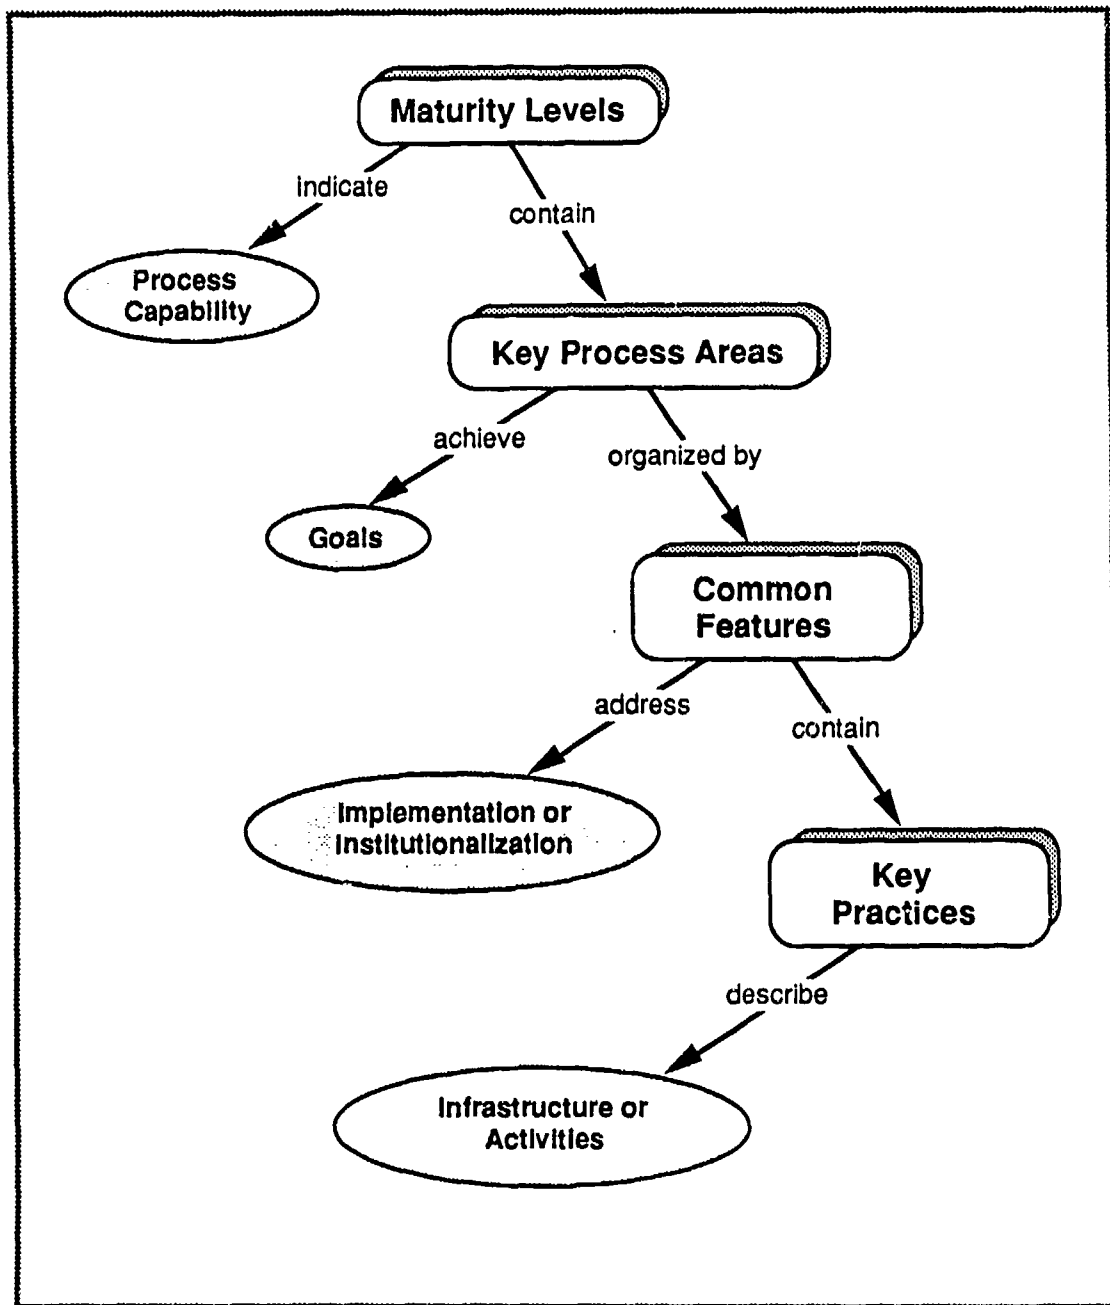 Maturity Levels
indicate
contain
Process
Capability
Key Process Areas
achieve
organized by
Goals
Common
Features
address
contain
Implementation or
Institutionalization
Key
Practices
describe
Infrastructure or
Activities